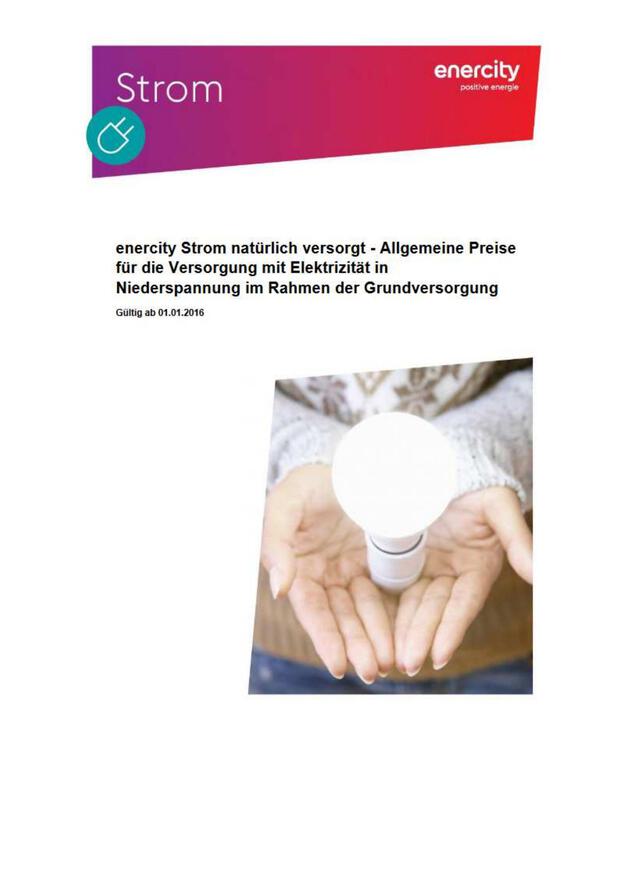 Strom
enercity
positive energie
enercity Strom natürlich versorgt - Allgemeine Preise
für die Versorgung mit Elektrizität in
Niederspannung im Rahmen der Grundversorgung
Gültig ab 01.01.2016